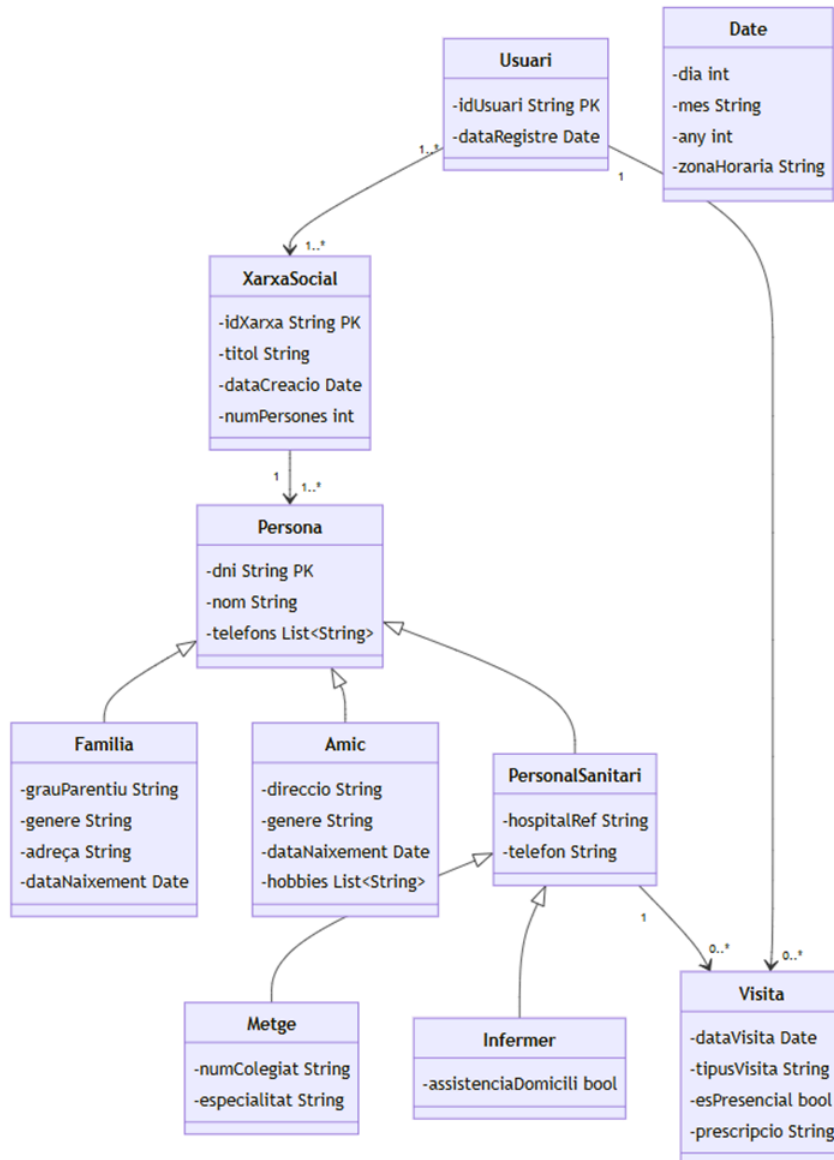 Usuari
-idUsuari String PK
-dataRegistre Date
Date
-dia int
-mes String
-any int
-zonaHoraria String
1..*
1
1..*
XarxaSocial
-idXarxa String PK
-titol String
-dataCreacio Date
-numPersones int
1
1..*
Persona
-dni String PK
-nom String
-telefons List<String>
Familia
-grauParentiu String
-genere String
-adreça String
-dataNaixement Date
Amic
-direccio String
-genere String
-dataNaixement Date
-hobbies List<String>
PersonalSanitari
-hospitalRef String
-telefon String
1
0..*
0..*
Metge
-numColegiat String
-especialitat String
Infermer
-assistenciaDomicili bool
Visita
-dataVisita Date
-tipusVisita String
-esPresencial bool
-prescripcio String